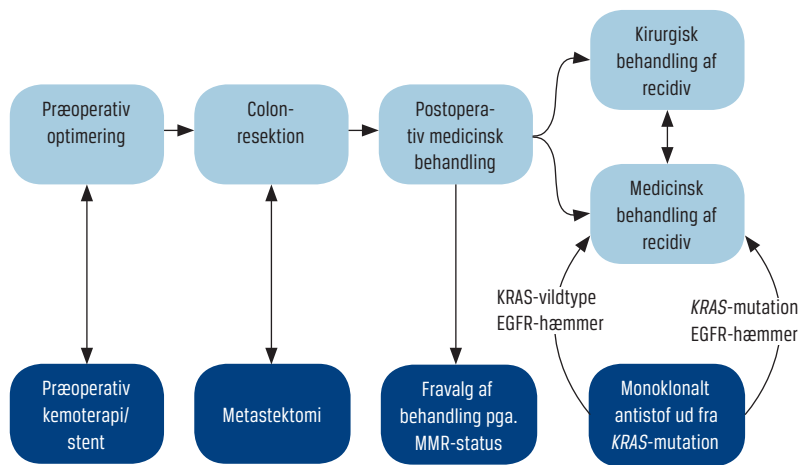 Præoperativ
optimering
Colon-
resektion
Postopera-
tiv medicinsk
behandling
Kirurgisk
behandling af
recidiv
Medicinsk
behandling af
recidiv
KRAS-vildtype
EGFR-hæmmer
KRAS-mutation
EGFR-hæmmer
Præoperativ
kemoterapi/
stent
Metastektomi
Fravalg af
behandling pga.
MMR-status
Monoklonalt
antistof ud fra
KRAS-mutation